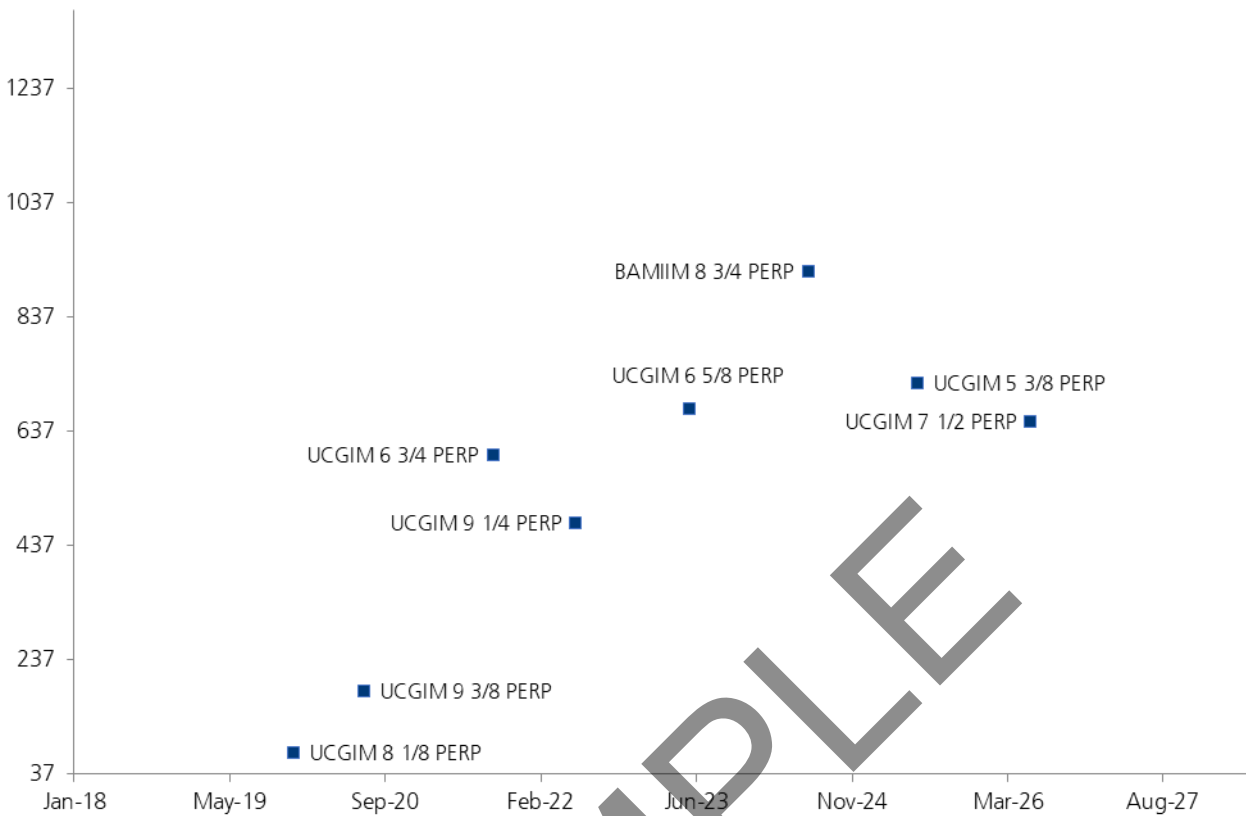 1237
1037
BAMIIM 8 3/4 PERP
837
UCGIM 6 5/8 PERP
UCGIM 5 3/8 PERP
UCGIM 7 1/2 PERP
637
UCGIM 6 3/4 PERP
UCGIM 9 1/4 PERP
437
237
UCGIM 9 3/8 PERP
UCGIM 8 1/8 PERP
37
Jan-18 May-19 Sep-20 Feb-22 Jun-23 Nov-24 Mar-26 Aug-27
MPLE